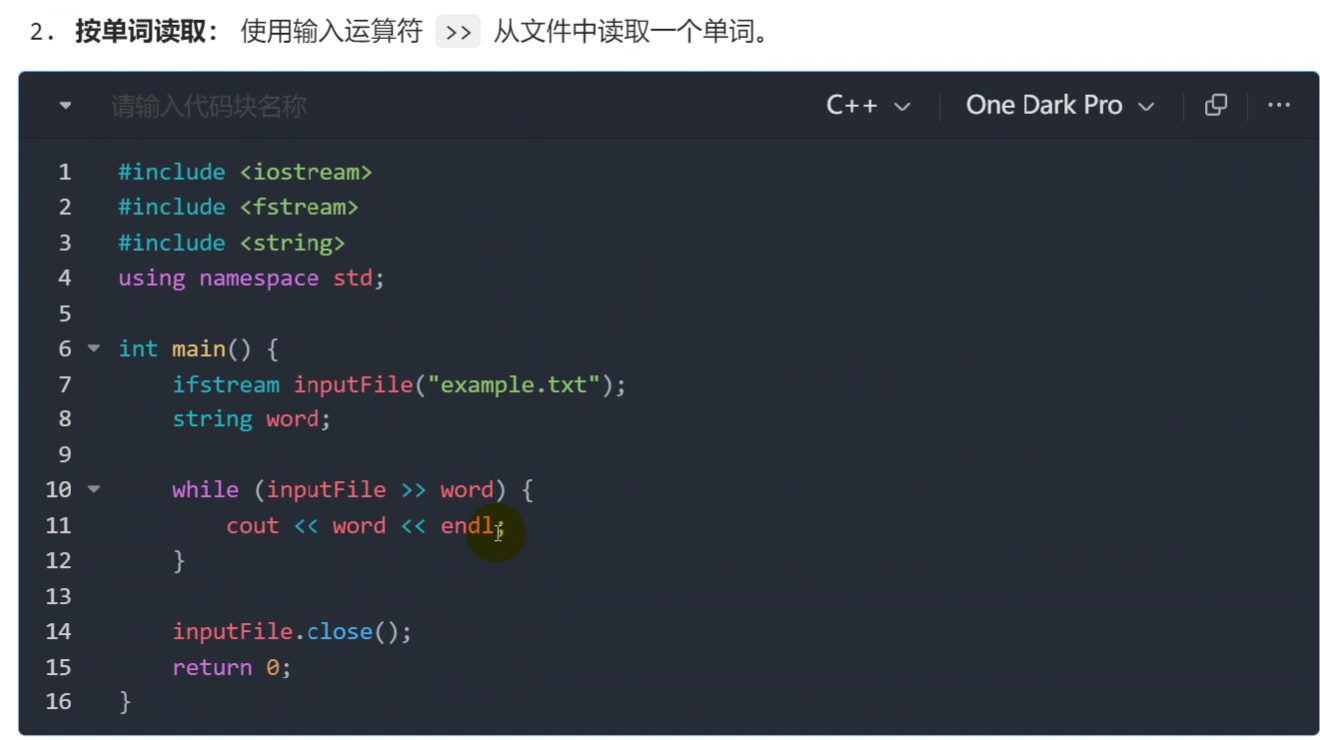 2. 按单词读取： 使用输入运算符 >> 从文件中读取一个单词。
请输入代码块名称 C++ One Dark Pro ···
1 #include <iostream>
2 #include <fstream>
3 #include <string>
4 using namespace std;
5
6 int main() {
7     ifstream inputFile("example.txt");
8     string word;
9
10     while (inputFile >> word) {
11         cout << word << endl;
12     }
13
14     inputFile.close();
15     return 0;
16 }